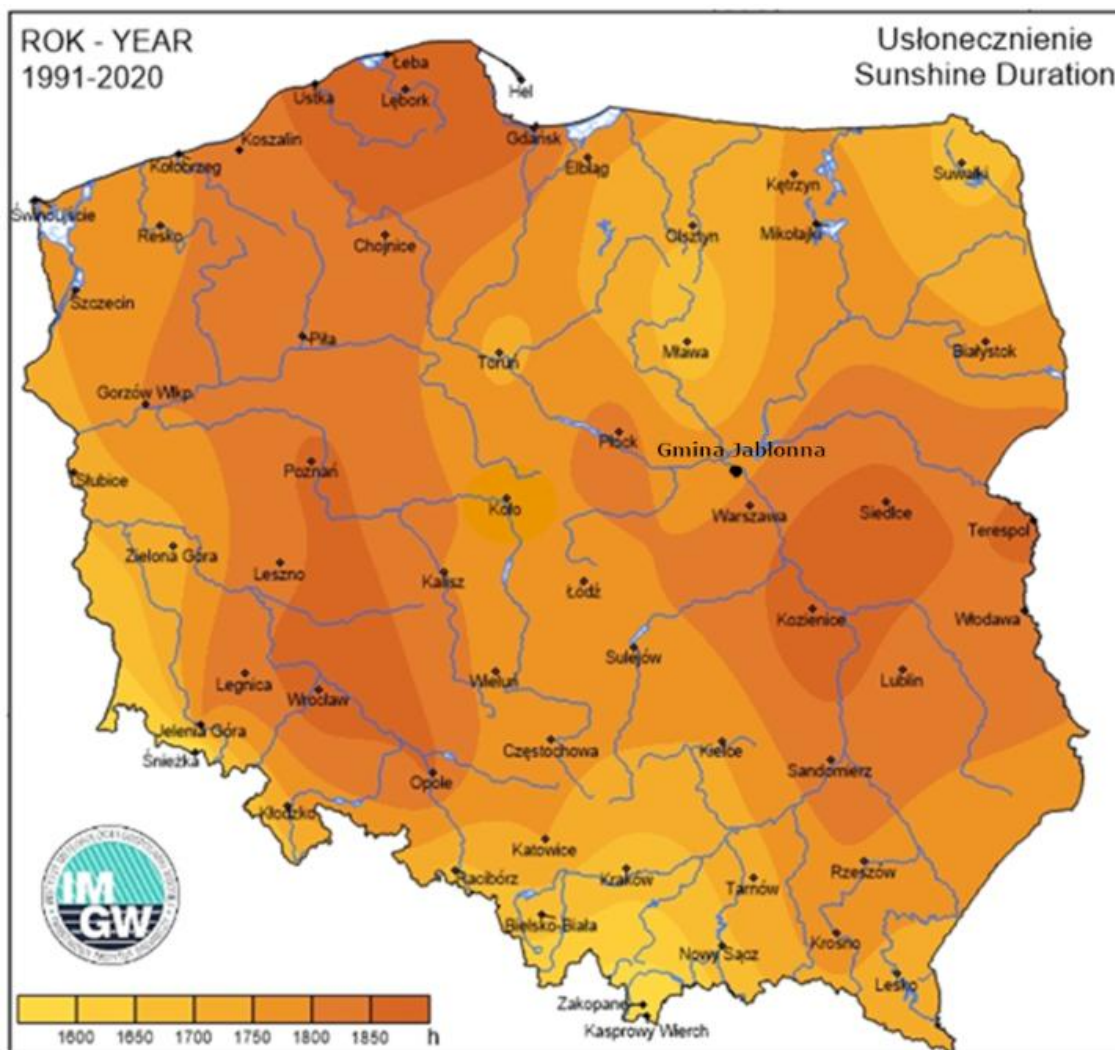 ROK - YEAR
1991-2020
Usłonecznienie
Sunshine Duration
Łeba
Ustka
Lębork
Hel
Gdańsk
Koszalin
Kołobrzeg
Elbląg
Kętrzyn
Suwałki
Świnoujście
Resko
Chojnice
Olsztyn
Mikołajki
Szczecin
Piła
Toruń
Mława
Białystok
Gorzów Wlkp.
Płock
Gmina Jabłonna
Poznań
Słubice
Koło
Warszawa
Siedlce
Terespol
Zielona Góra
Leszno
Kalisz
Łódź
Kozienice
Włodawa
Sulejów
Legnica
Wrocław
Wieluń
Lublin
Jelenia Góra
Śnieżka
Częstochowa
Kielce
Sandomierz
Opole
Kłodzko
Katowice
Racibórz
Kraków
Tarnów
Rzeszów
Bielsko-Biała
Nowy Sącz
Krosno
Lesko
Zakopane
Kasprowy Wierch
IM
GW
1600 1650 1700 1750 1800 1850 h